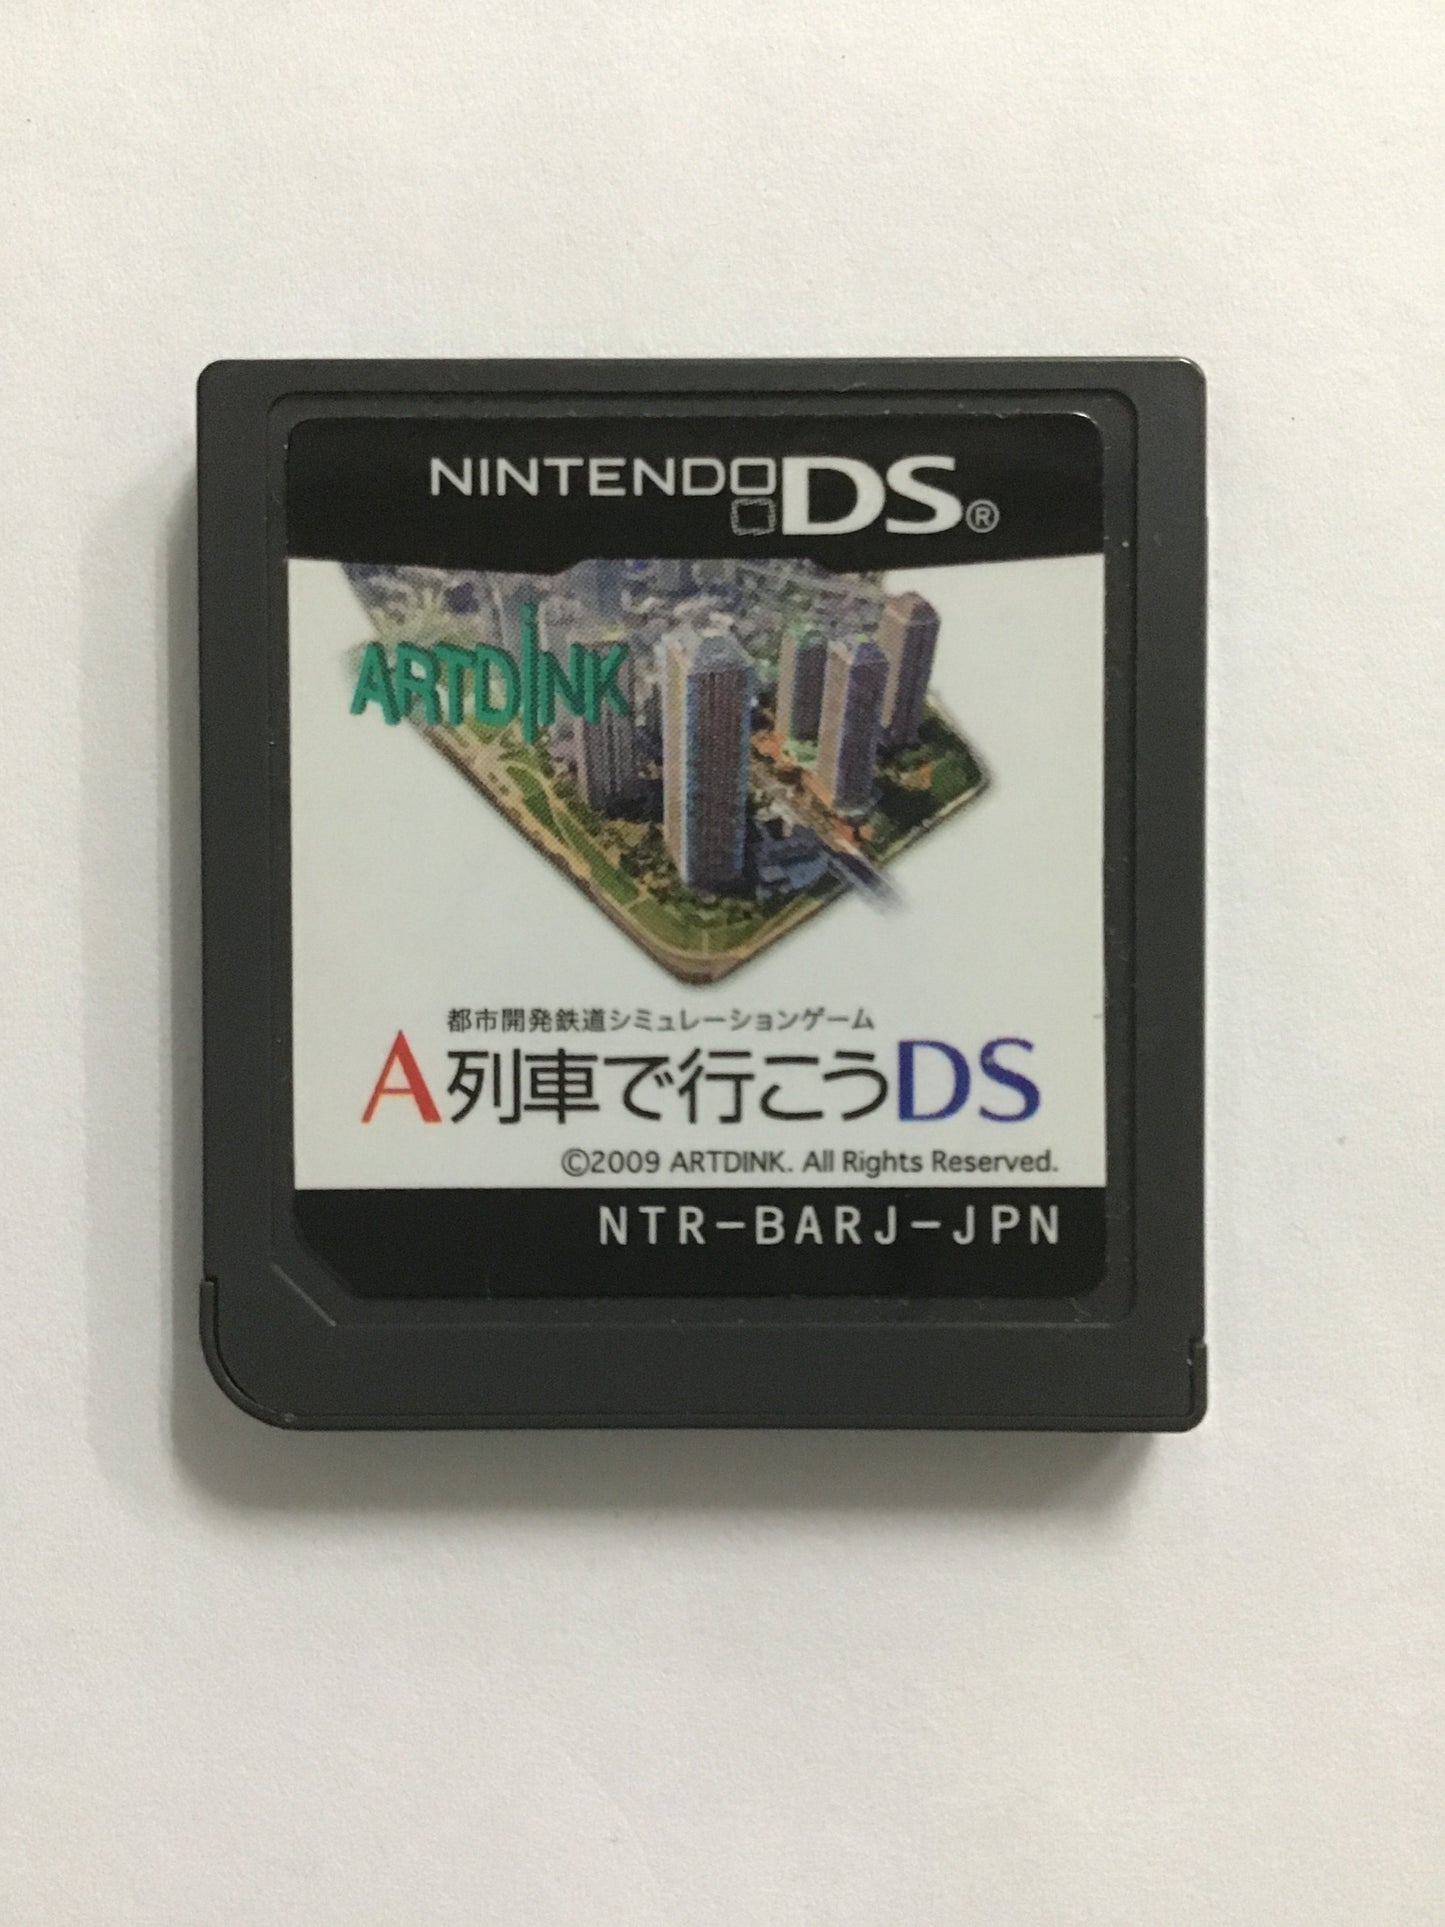 NINTENDO DS®
ARTDINK
都市開発鉄道シミュレーションゲーム
A列車で行こうDS
©2009 ARTDINK. All Rights Reserved.
NTR-BARJ-JPN